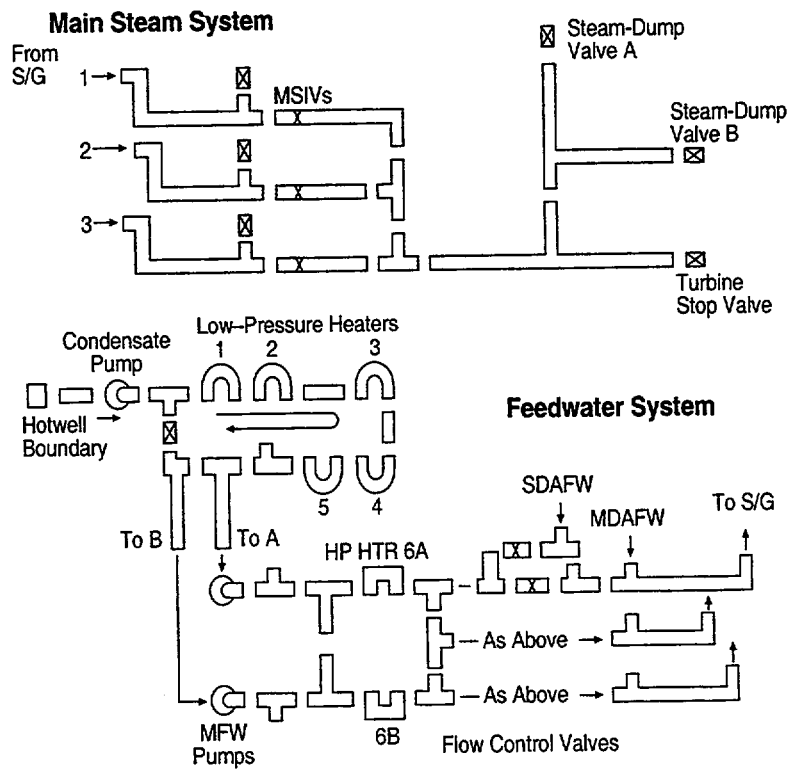 Main Steam System
From
S/G
1
MSIVs
2
3
Steam-Dump
Valve A
Steam-Dump
Valve B
Turbine
Stop Valve
Low-Pressure Heaters
Condensate
Pump
1
2
3
Hotwell
Boundary
Feedwater System
5
4
SDAFW
MDAFW
To S/G
To B
To A
HP HTR 6A
As Above
As Above
MFW
Pumps
6B
Flow Control Valves